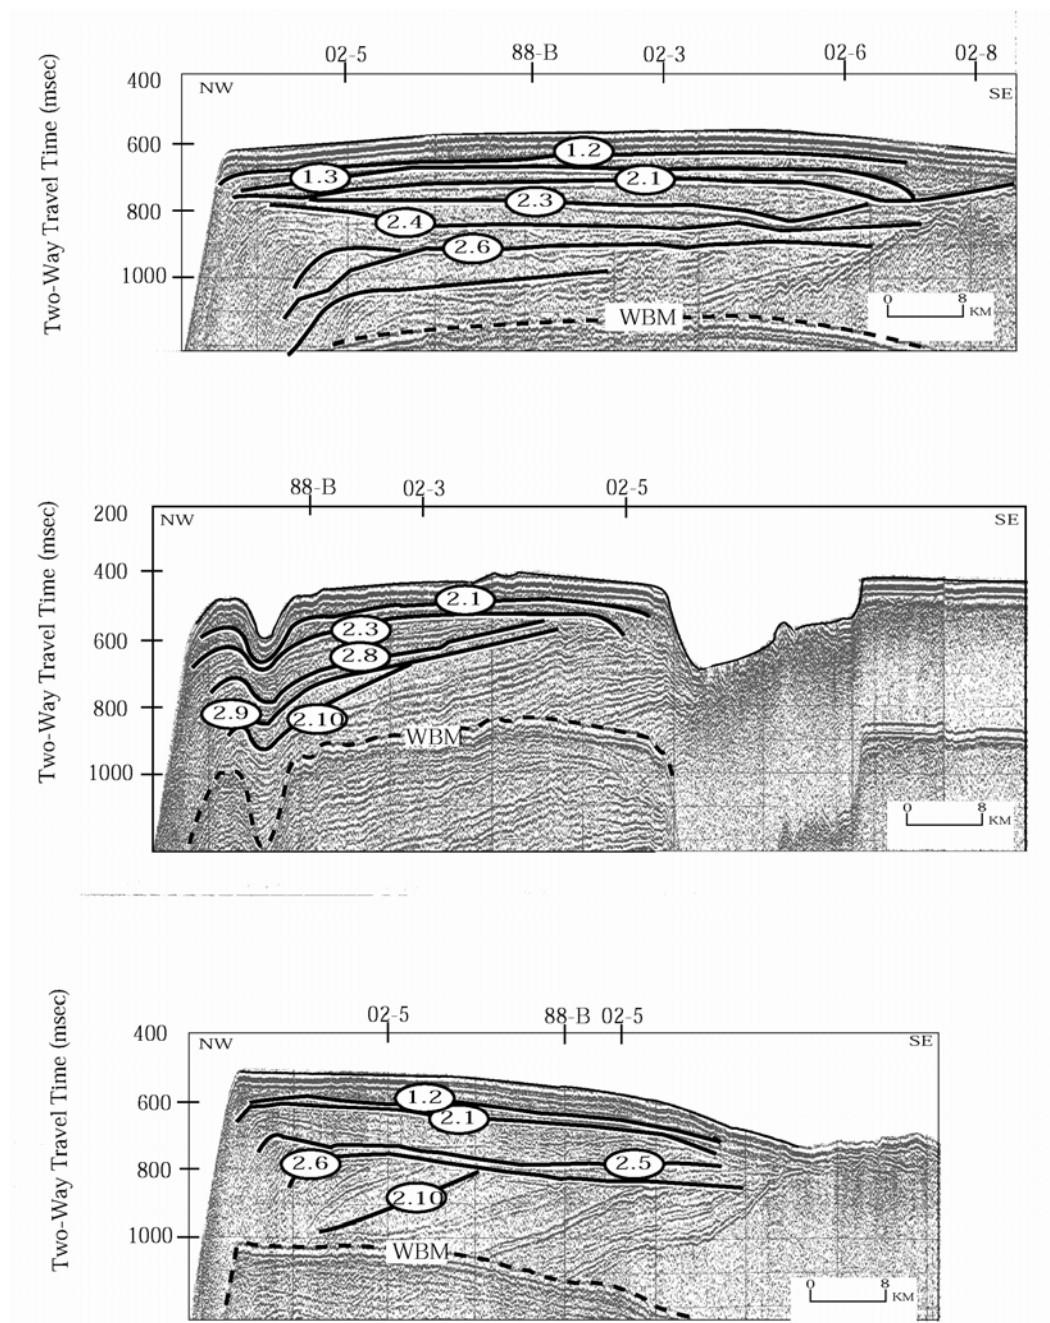 02-5 88-B 02-3 02-6 02-8
Two-Way Travel Time (msec)
400
NW
SE
600
1.2
1.3
2.1
800
2.3
2.4
2.6
1000
0 8
KM
WBM
88-B 02-3 02-5
Two-Way Travel Time (msec)
200
NW
SE
400
2.1
600
2.3
2.8
800
2.9
2.10
WBM
1000
0 8
KM
02-5 88-B 02-5
Two-Way Travel Time (msec)
400
NW
SE
600
1.2
2.1
800
2.6
2.5
2.10
1000
WBM
0 8
KM